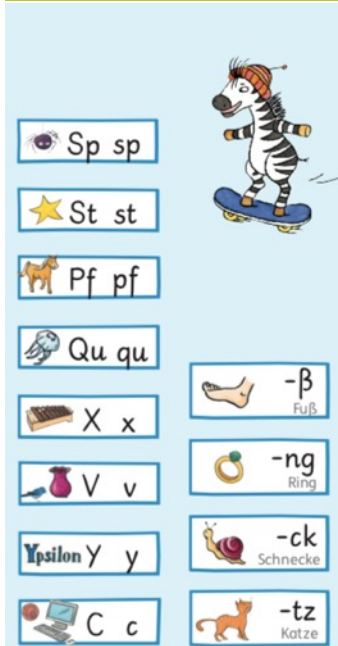 Sp sp
St st
Pf pf
Qu qu
X x
V v
Ypsilon Y y
C c
-ß
Fuß
-ng
Ring
-ck
Schnecke
-tz
Katze